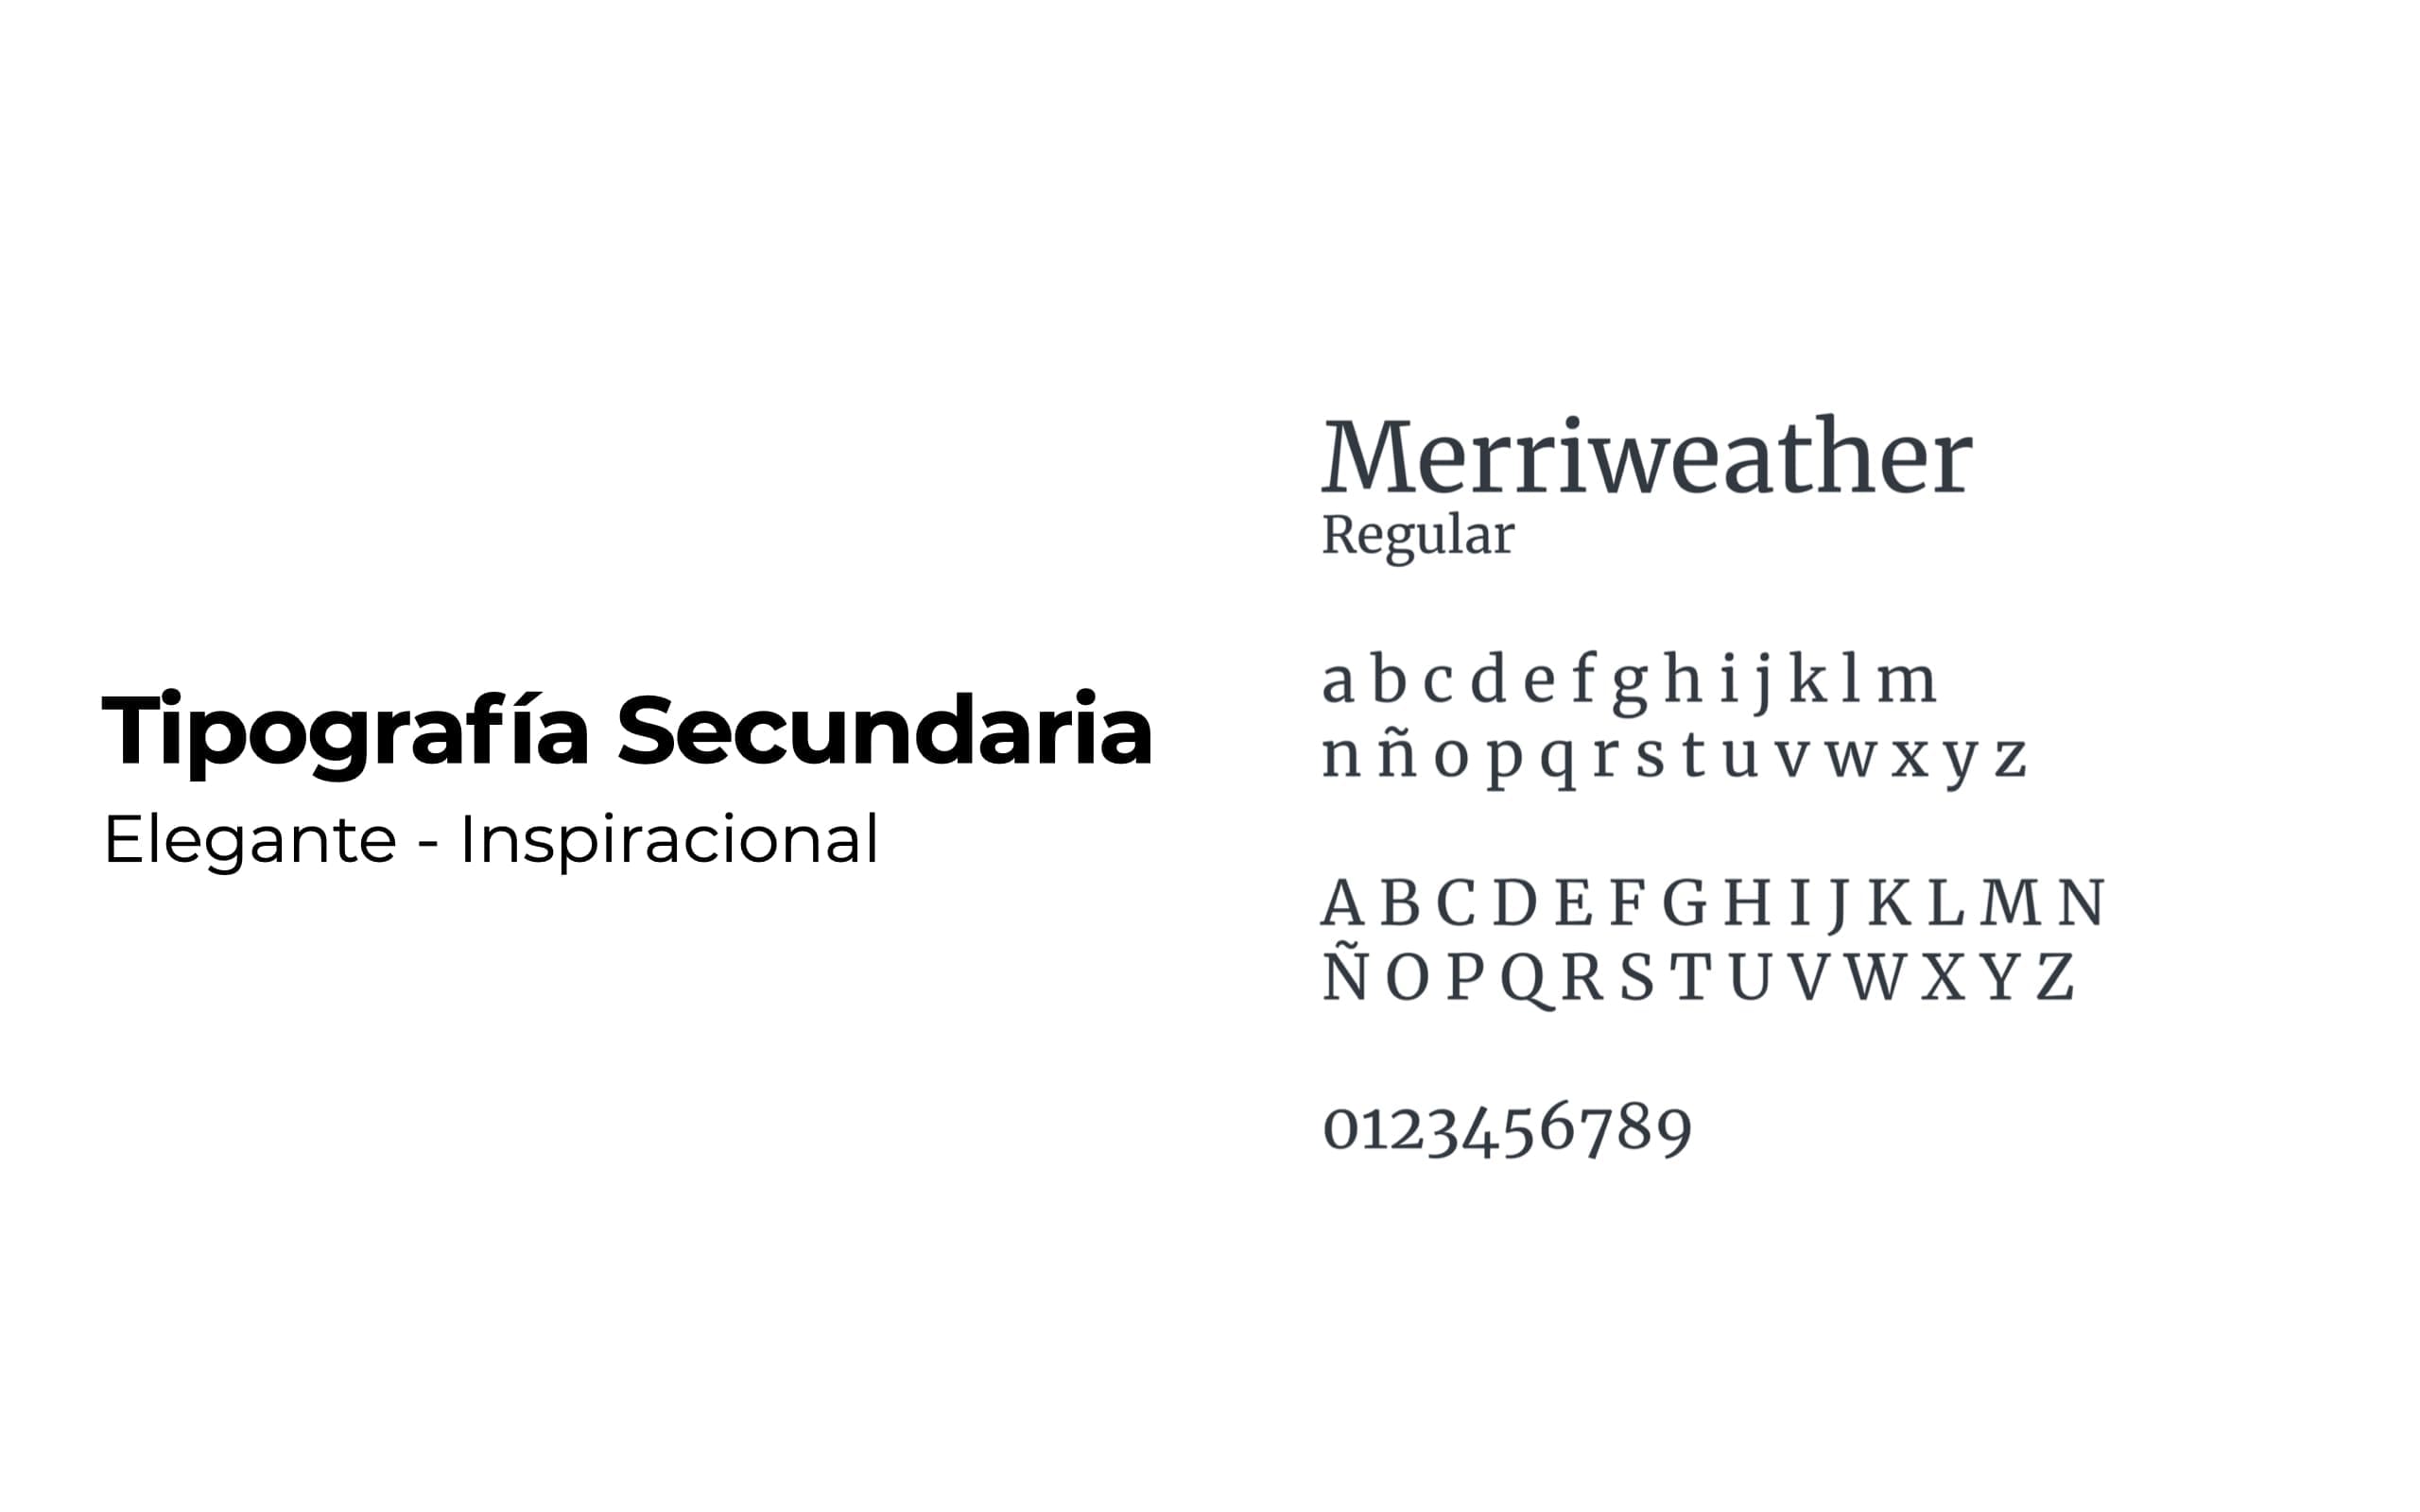 Tipografía Secundaria
Elegante - Inspiracional
Merriweather
Regular
a b c d e f g h i j k l m
n ñ o p q r s t u v w x y z
A B C D E F G H I J K L M N
Ñ O P Q R S T U V W X Y Z
0123456789